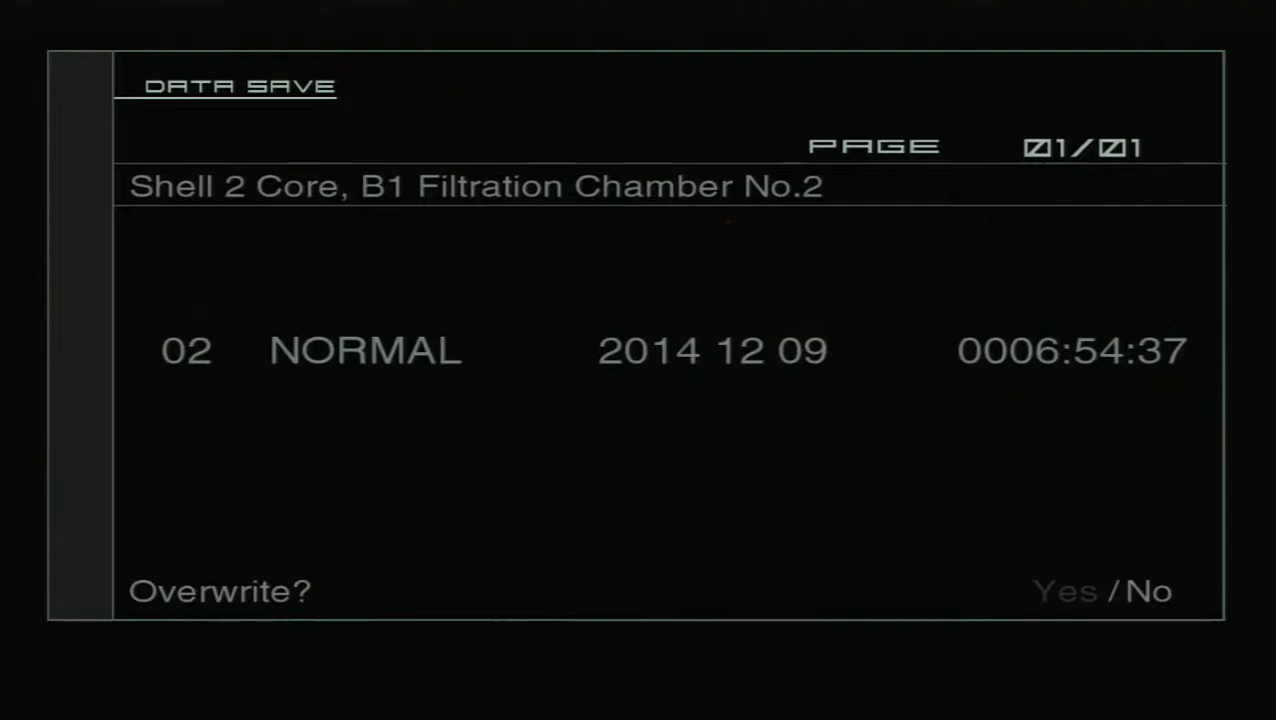 DATA SAVE
PAGE 01/01
Shell 2 Core, B1 Filtration Chamber No.2
02 NORMAL 2014 12 09 0006:54:37
Overwrite? Yes / No